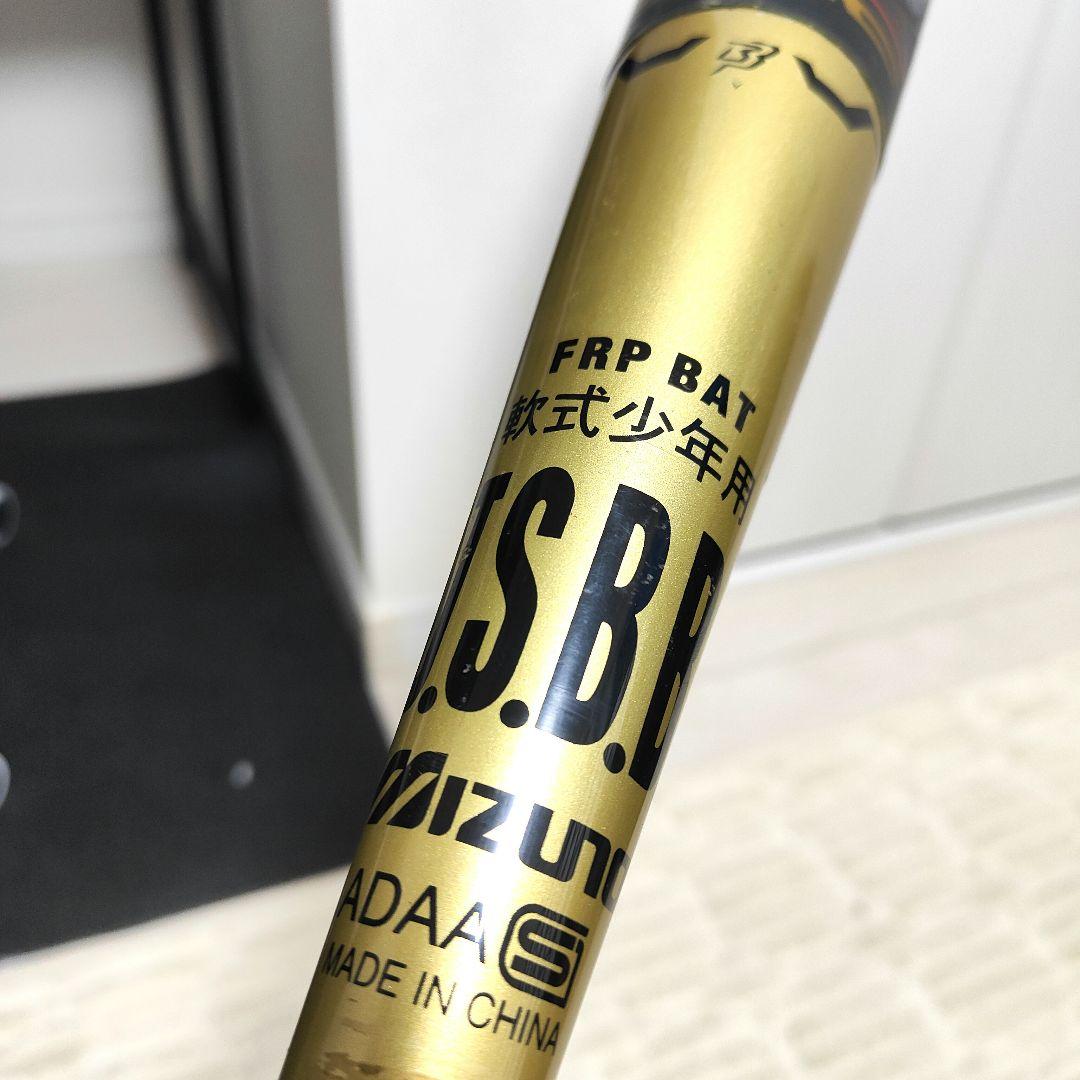 FRP BAT
軟式少年用
J.S.B.B
mizuno
ADAA S
MADE IN CHINA